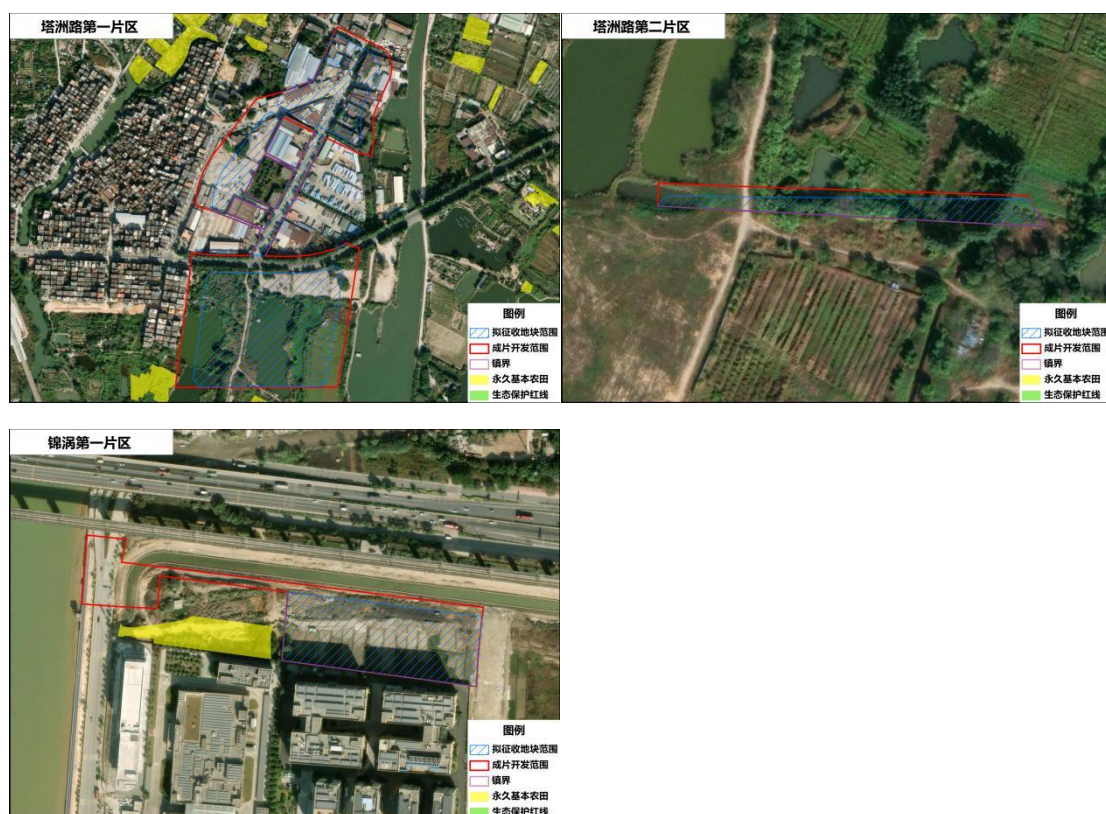 塔洲路第一片区
图例
拟征收地块范围
成片开发范围
镇界
永久基本农田
生态保护红线
塔洲路第二片区
图例
拟征收地块范围
成片开发范围
镇界
永久基本农田
生态保护红线
锦涡第一片区
图例
拟征收地块范围
成片开发范围
镇界
永久基本农田
生态保护红线